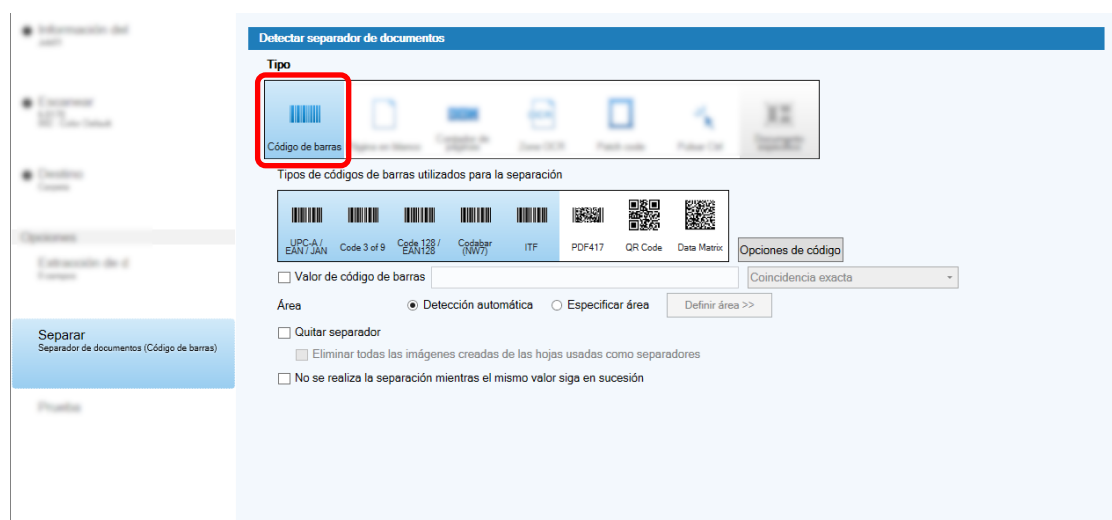 Detectar separador de documentos
Tipo
Código de barras
Tipos de códigos de barras utilizados para la separación
UPC-A / EAN / JAN
Code 3 of 9
Code 128 / EAN128
Codabar (NW7)
ITF
PDF417
QR Code
Data Matrix
Opciones de código
Valor de código de barras
Coincidencia exacta
Área
Detección automática
Especificar área
Definir área >>
Quitar separador
Eliminar todas las imágenes creadas de las hojas usadas como separadores
Separar
Separador de documentos (Código de barras)
No se realiza la separación mientras el mismo valor siga en sucesión